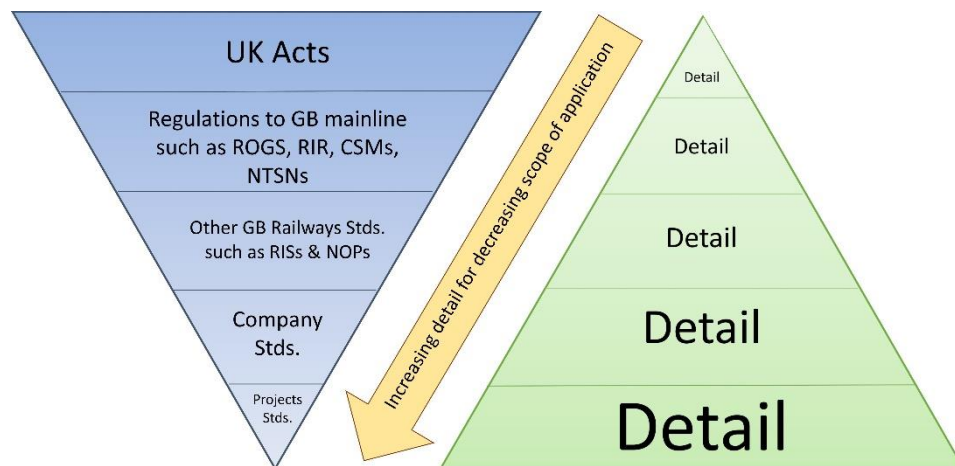 UK Acts
Regulations to GB mainline
such as ROGS, RIR, CSMs,
NTSNs
Other GB Railways Stds.
such as RISs & NOPs
Company
Stds.
Projects
Stds.
Increasing detail for decreasing scope of application
Detail
Detail
Detail
Detail
Detail